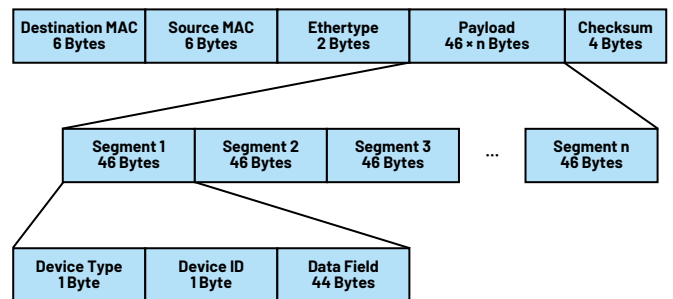 Destination MAC
6 Bytes
Source MAC
6 Bytes
Ethertype
2 Bytes
Payload
46 × n Bytes
Checksum
4 Bytes
Segment 1
46 Bytes
Segment 2
46 Bytes
Segment 3
46 Bytes
...
Segment n
46 Bytes
Device Type
1 Byte
Device ID
1 Byte
Data Field
44 Bytes